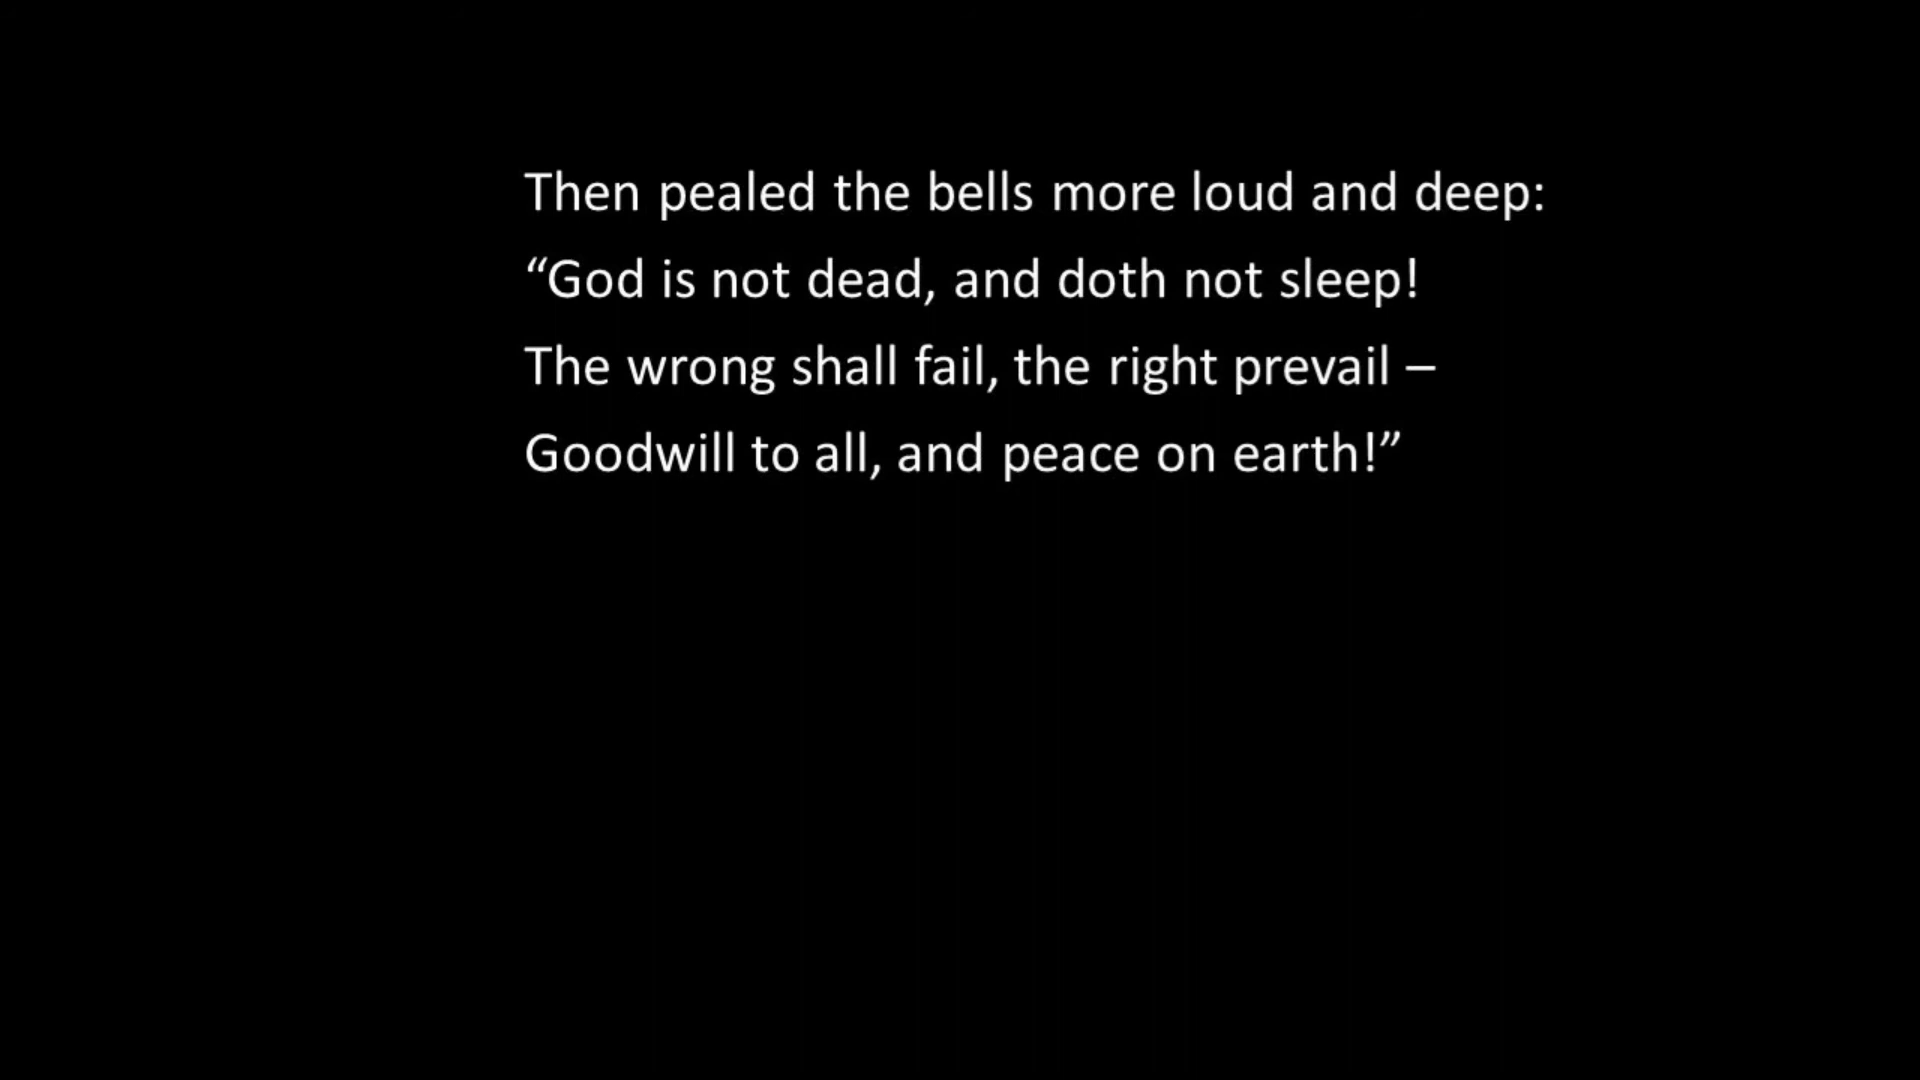 Then pealed the bells more loud and deep:
“God is not dead, and doth not sleep!
The wrong shall fail, the right prevail –
Goodwill to all, and peace on earth!”